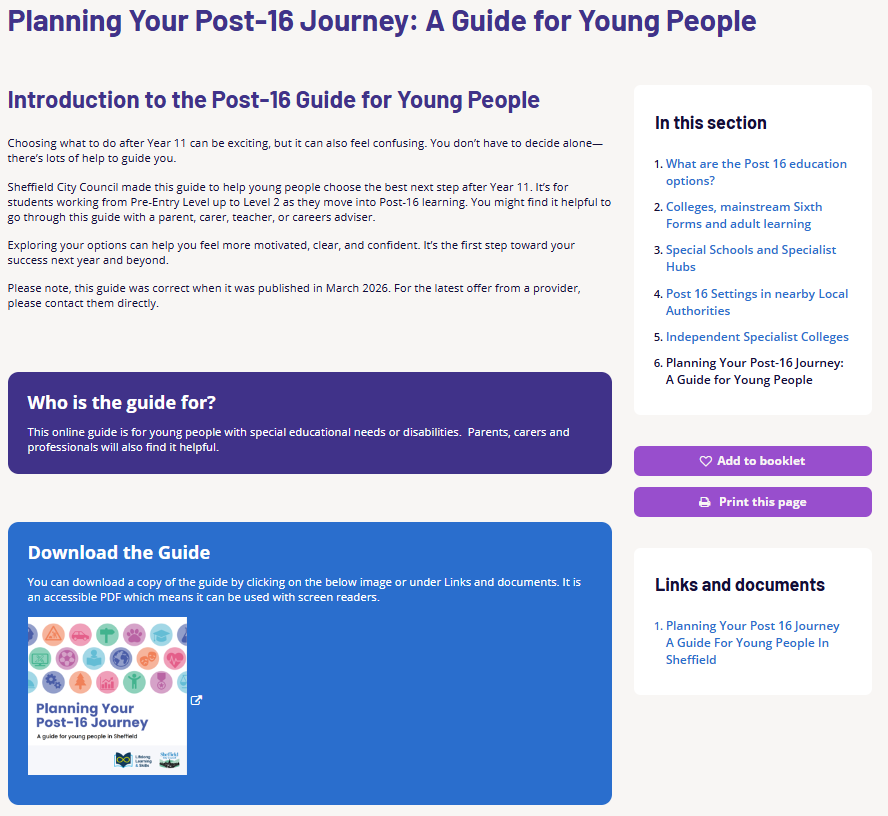 Planning Your Post-16 Journey: A Guide for Young People
Introduction to the Post-16 Guide for Young People
Choosing what to do after Year 11 can be exciting, but it can also feel confusing. You don’t have to decide alone—
there’s lots of help to guide you.
Sheffield City Council made this guide to help young people choose the best next step after Year 11. It’s for
students working from Pre-Entry Level up to Level 2 as they move into Post-16 learning. You might find it helpful to
go through this guide with a parent, carer, teacher, or careers adviser.
Exploring your options can help you feel more motivated, clear, and confident. It’s the first step toward your
success next year and beyond.
Please note, this guide was correct when it was published in March 2026. For the latest offer from a provider,
please contact them directly.
Who is the guide for?
This online guide is for young people with special educational needs or disabilities.  Parents, carers and
professionals will also find it helpful.
Download the Guide
You can download a copy of the guide by clicking on the below image or under Links and documents. It is
an accessible PDF which means it can be used with screen readers.
Planning Your
Post-16 Journey
A guide for young people in Sheffield
Lifelong
Learning
& Skills
Sheffield
In this section
1. What are the Post 16 education
options?
2. Colleges, mainstream Sixth
Forms and adult learning
3. Special Schools and Specialist
Hubs
4. Post 16 Settings in nearby Local
Authorities
5. Independent Specialist Colleges
6. Planning Your Post-16 Journey:
A Guide for Young People
Add to booklet
Print this page
Links and documents
1. Planning Your Post 16 Journey
A Guide For Young People In
Sheffield